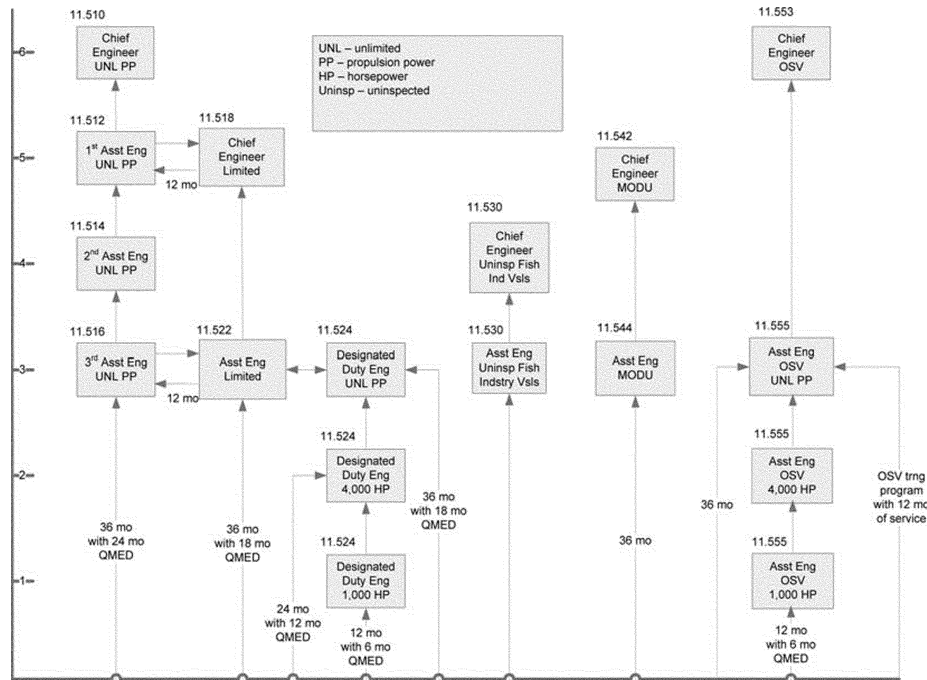 11.510
Chief
Engineer
UNL PP
11.512
1st Asst Eng
UNL PP
11.514
2nd Asst Eng
UNL PP
11.516
3rd Asst Eng
UNL PP
36 mo
with 24 mo
QMED
11.518
Chief
Engineer
Limited
12 mo
11.522
Asst Eng
Limited
12 mo
36 mo
with 18 mo
QMED
UNL – unlimited
PP – propulsion power
HP – horsepower
Uninsp – uninspected
11.524
Designated
Duty Eng
UNL PP
11.524
Designated
Duty Eng
4,000 HP
11.524
Designated
Duty Eng
1,000 HP
24 mo
with 12 mo
QMED
12 mo
with 6 mo
QMED
36 mo
with 18 mo
QMED
11.530
Chief
Engineer
Uninsp Fish
Ind Vsls
11.530
Asst Eng
Uninsp Fish
Indstry Vsls
11.542
Chief
Engineer
MODU
11.544
Asst Eng
MODU
36 mo
11.553
Chief
Engineer
OSV
11.555
Asst Eng
OSV
UNL PP
11.555
Asst Eng
OSV
4,000 HP
11.555
Asst Eng
OSV
1,000 HP
36 mo
12 mo
with 6 mo
QMED
OSV trng
program
with 12 mo
of service
6
5
4
3
2
1